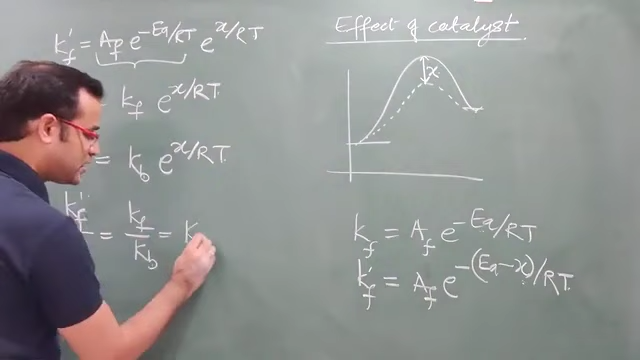 k'f = Af e^-Ea/RT e^x/RT
= kf e^x/RT
= kb e^x/RT
k'f
= kf/kb = K
Effect of catalyst
x
kf = Af e^-Ea/RT
k'f = Af e^-(Ea-x)/RT